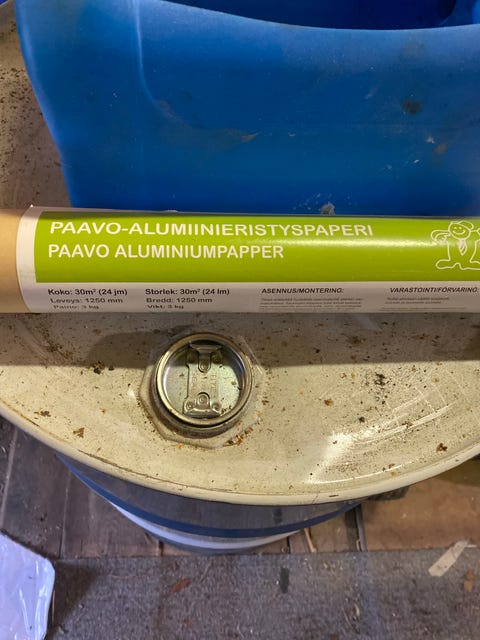 PAAVO-ALUMIINIERISTYSPAPERI
PAAVO ALUMINIUMPAPPER
Koko: 30m² (24 jm)
Leveys: 1250 mm
Paino: 3 kg
Storlek: 30m² (24 lm)
Bredd: 1250 mm
Vikt: 3 kg
ASENNUS/MONTERING:
VARASTOINTI/FÖRVARING: